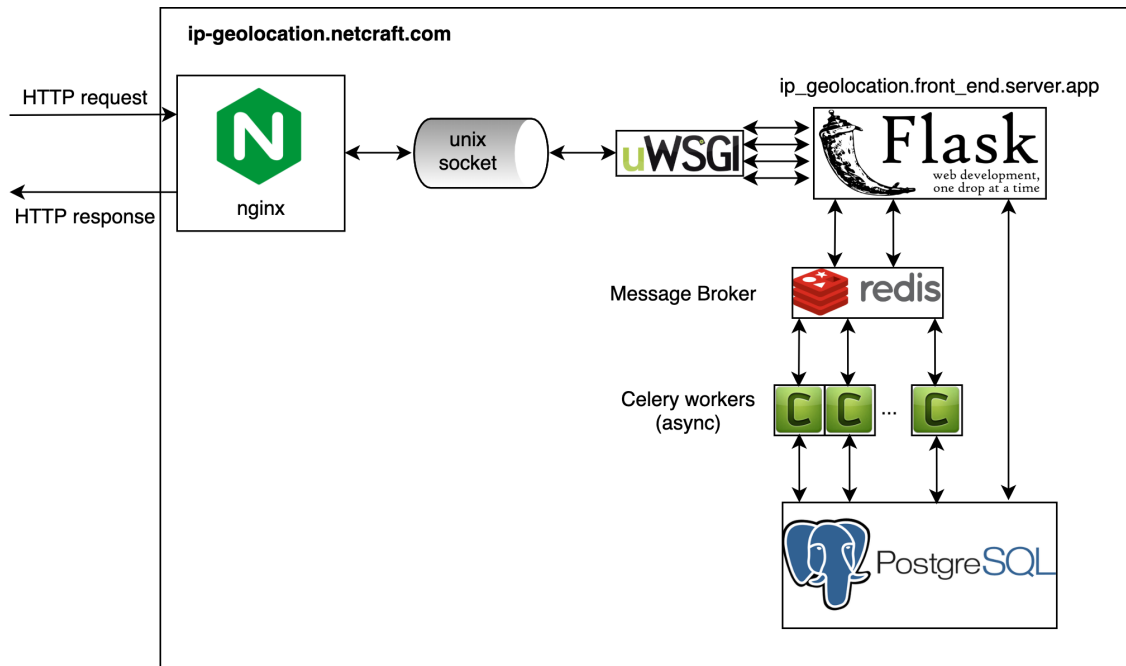 ip-geolocation.netcraft.com
HTTP request
HTTP response
N
nginx
unix
socket
uWSGI
ip_geolocation.front_end.server.app
Flask
web development,
one drop at a time
Message Broker
redis
Celery workers
(async)
C C ... C
PostgreSQL